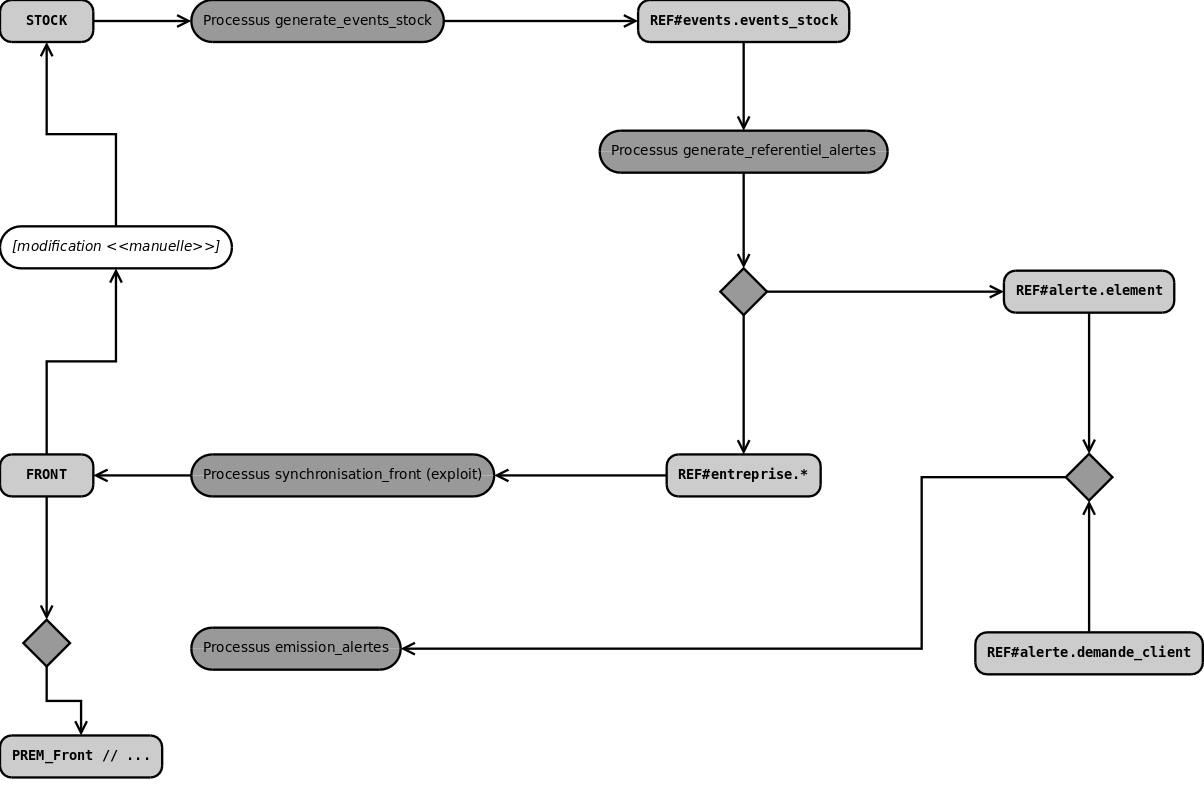 STOCK
Processus generate_events_stock
REF#events.events_stock
Processus generate_referentiel_alertes
[modification <<manuelle>>]
REF#alerte.element
FRONT
Processus synchronisation_front (exploit)
REF#entreprise.*
Processus emission_alertes
REF#alerte.demande_client
PREM_Front // ...